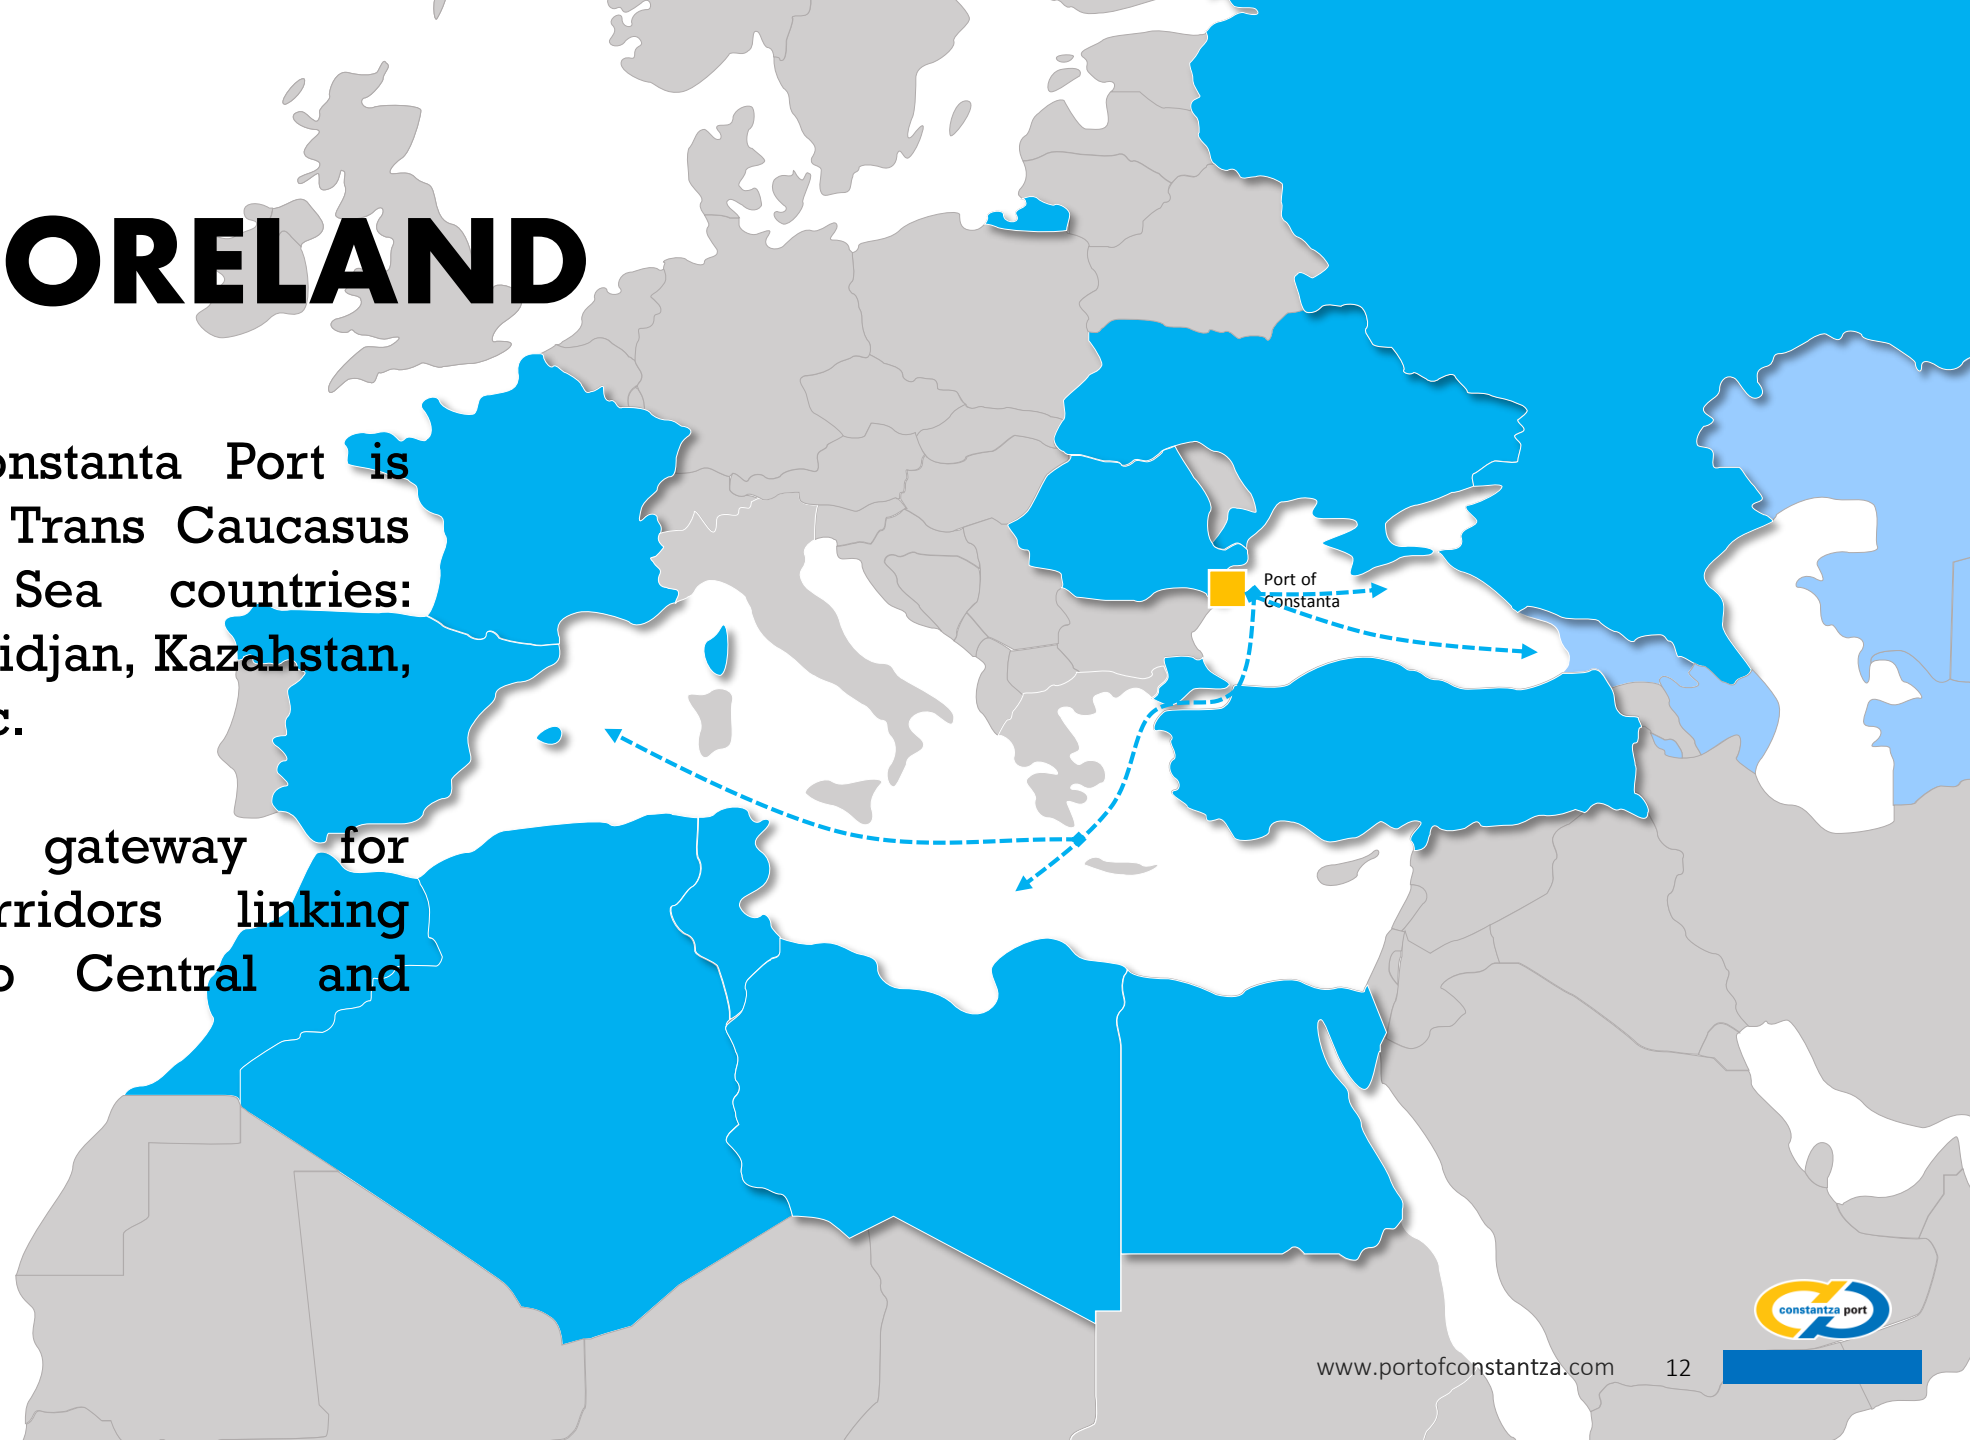 ORELAND
onstanta Port is
Trans Caucasus
Sea countries:
idjan, Kazahstan,
c.
gateway for
rridors linking
o Central and
Port of
Constanta
constantza port
www.portofconstantza.com 12